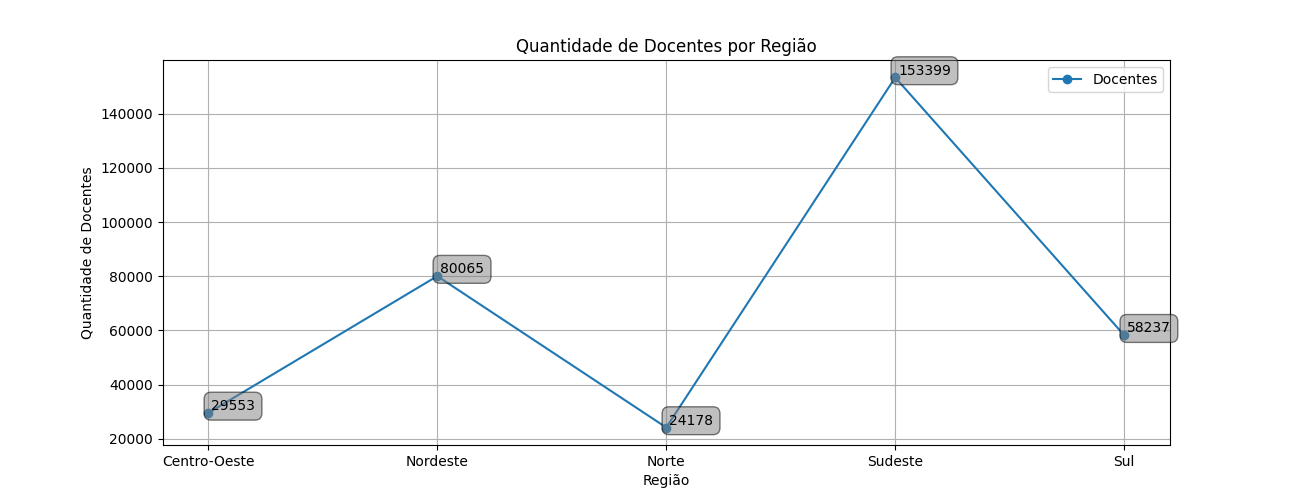 Quantidade de Docentes por Região
153399
Docentes
140000
120000
100000
80065
80000
58237
60000
40000
29553
24178
20000
Centro-Oeste Nordeste Norte Sudeste Sul
Região
Quantidade de Docentes